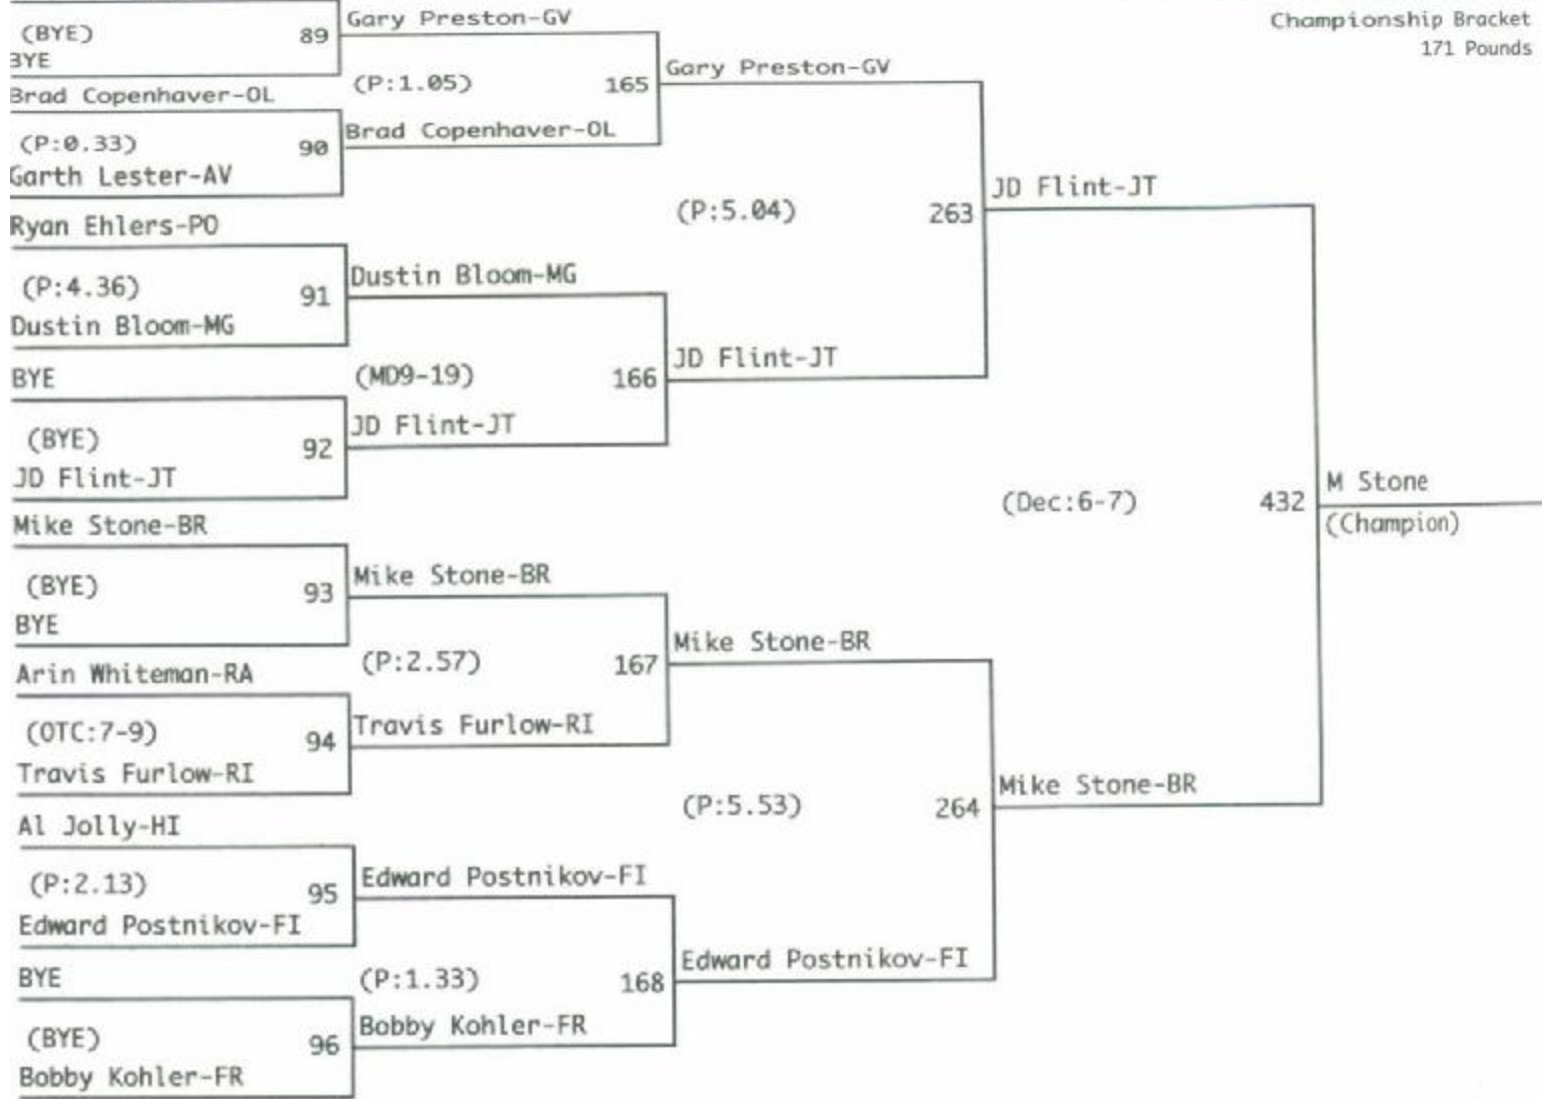 Championship Bracket
171 Pounds
(BYE) 89
BYE
Gary Preston-GV
Brad Copenhaver-OL
(P:1.05) 165
Gary Preston-GV
(P:0.33) 90
Brad Copenhaver-OL
Garth Lester-AV
Ryan Ehlers-PO
(P:5.04) 263
JD Flint-JT
(P:4.36) 91
Dustin Bloom-MG
Dustin Bloom-MG
BYE
(MD9-19) 166
JD Flint-JT
(BYE) 92
JD Flint-JT
JD Flint-JT
Mike Stone-BR
(Dec:6-7) 432
M Stone
(Champion)
(BYE) 93
Mike Stone-BR
BYE
Arin Whiteman-RA
(P:2.57) 167
Mike Stone-BR
(OTC:7-9) 94
Travis Furlow-RI
Travis Furlow-RI
Al Jolly-HI
(P:5.53) 264
Mike Stone-BR
(P:2.13) 95
Edward Postnikov-FI
Edward Postnikov-FI
BYE
(P:1.33) 168
Edward Postnikov-FI
(BYE) 96
Bobby Kohler-FR
Bobby Kohler-FR